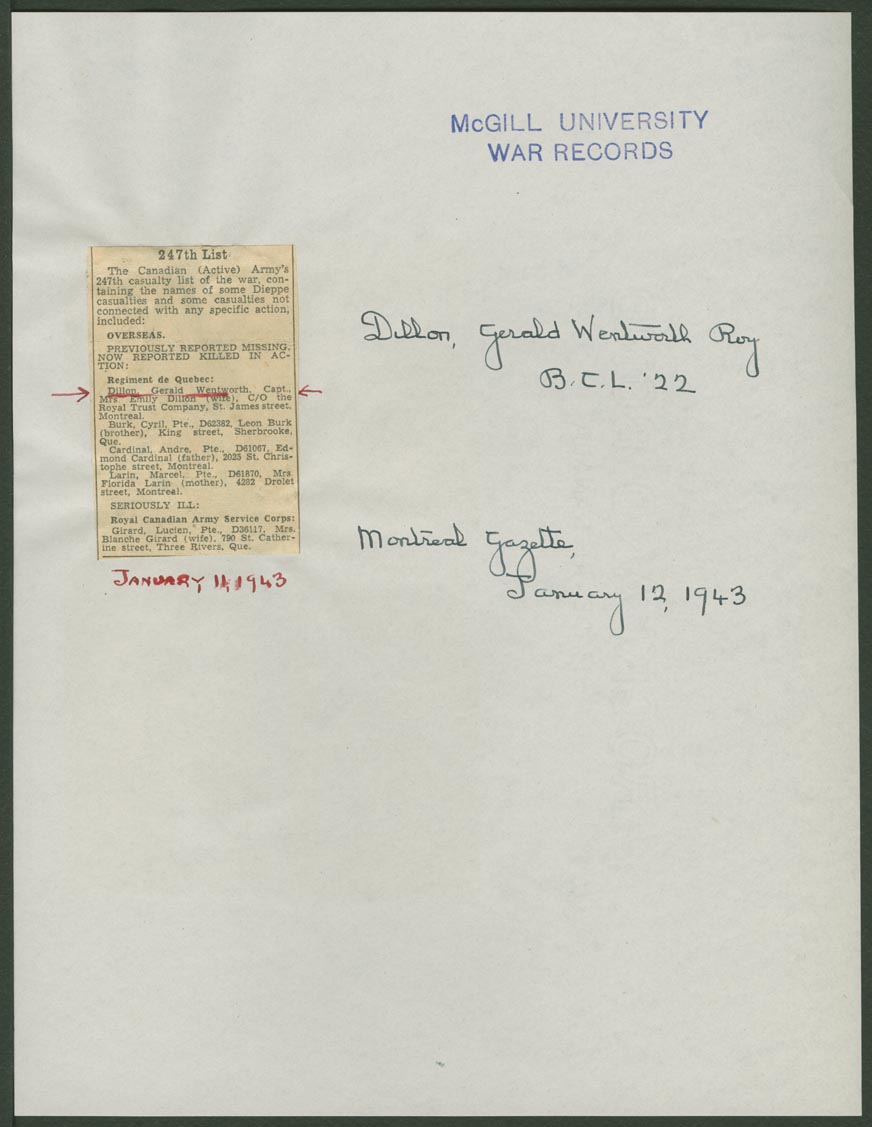 McGILL UNIVERSITY
WAR RECORDS
247th List
The Canadian (Active) Army's
247th casualty list of the war, con-
taining the names of some Dieppe
casualties and some casualties not
connected with any specific action,
included:
OVERSEAS.
PREVIOUSLY REPORTED MISSING,
NOW REPORTED KILLED IN AC-
TION:
Regiment de Quebec:
Dillon, Gerald Wentworth, Capt.,
Mrs. Emily Dillon (wife), C/O the
Royal Trust Company, St. James street,
Montreal.
Burk, Cyril, Pte., D62382, Leon Burk
(brother), King street, Sherbrooke,
Que.
Cardinal, Andre, Pte., D61067, Ed-
mond Cardinal (father), 2025 St. Chris-
tophe street, Montreal.
Larin, Marcel, Pte., D61870, Mrs.
Florida Larin (mother), 4282 Drolet
street, Montreal.
SERIOUSLY ILL:
Royal Canadian Army Service Corps:
Girard, Lucien, Pte., D36117, Mrs.
Blanche Girard (wife), 790 St. Cather-
ine street, Three Rivers, Que.
JANUARY 11, 1943
Dillon, Gerald Wentworth Roy
B.C.L. '22
Montreal Gazette,
January 12, 1943